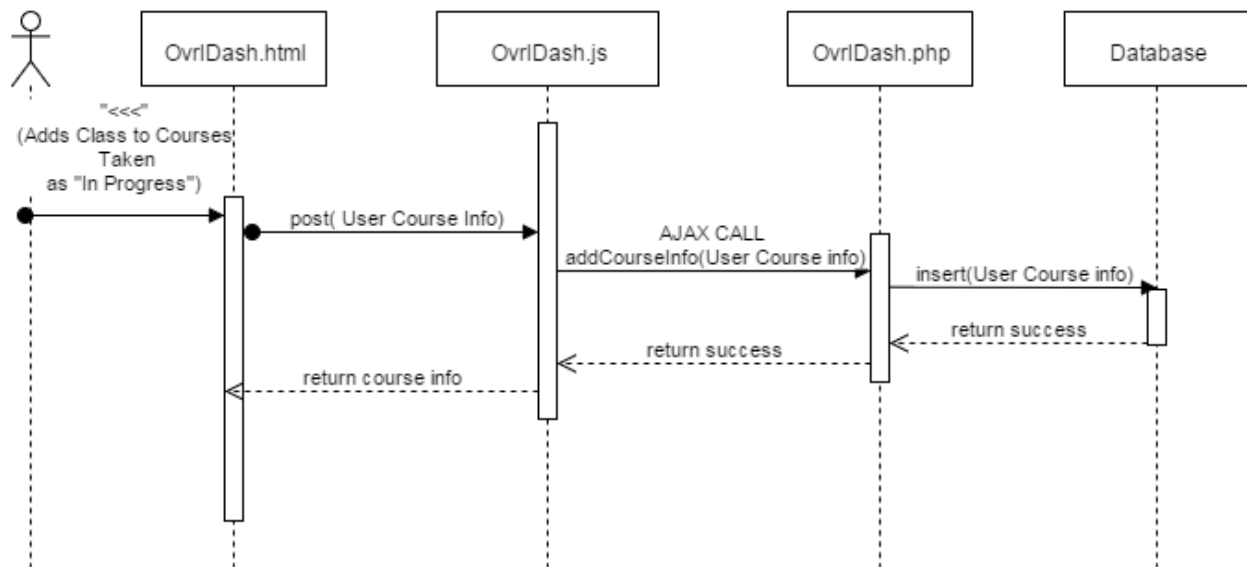 OvrlDash.html
OvrlDash.js
OvrlDash.php
Database
"<<<"
(Adds Class to Courses
Taken
as "In Progress")
post( User Course Info)
AJAX CALL
addCourseInfo(User Course info)
insert(User Course info)
return success
return success
return course info